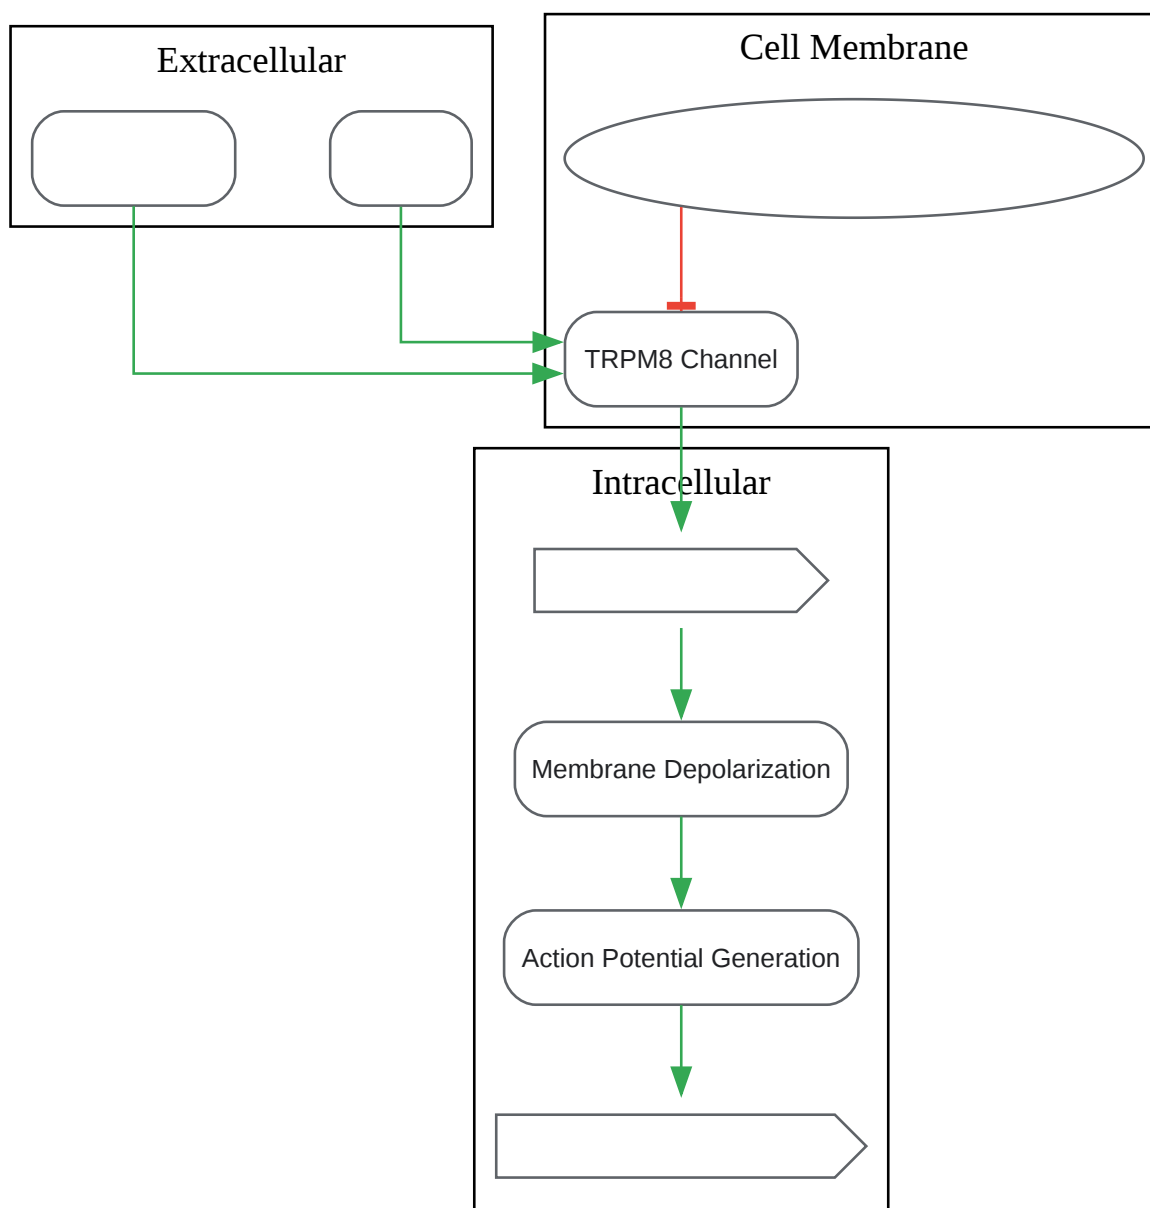 Extracellular
Cell Membrane
TRPM8 Channel
Intracellular
Membrane Depolarization
Action Potential Generation